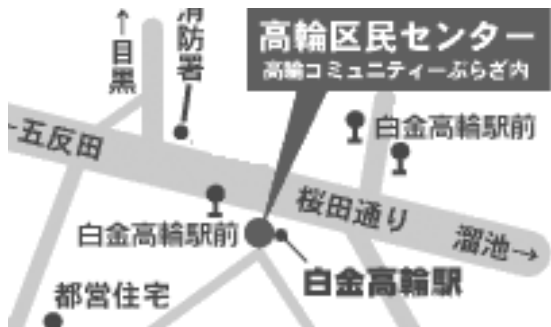 ↑目黒
消防署
高輪区民センター
高輪コミュニティーぷらざ内
白金高輪駅前
←五反田
桜田通り
溜池→
白金高輪駅前
白金高輪駅
都営住宅